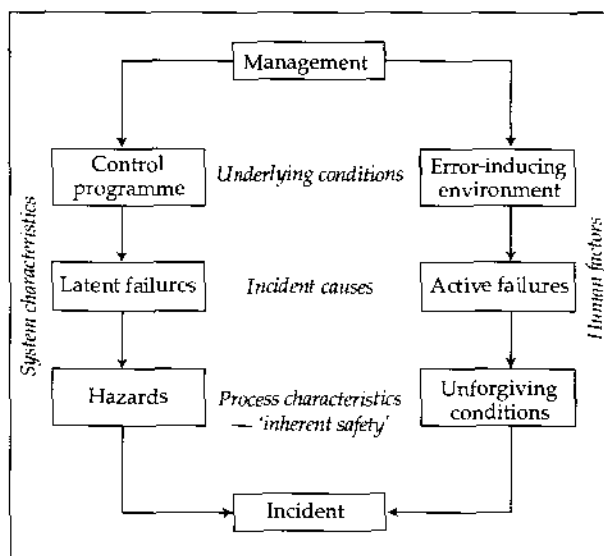 Management
Control
programme
Underlying conditions
Error-inducing
environment
System characteristics
Latent failures
Incident causes
Active failures
Human factors
Hazards
Process characteristics
— 'inherent safety'
Unforgiving
conditions
Incident